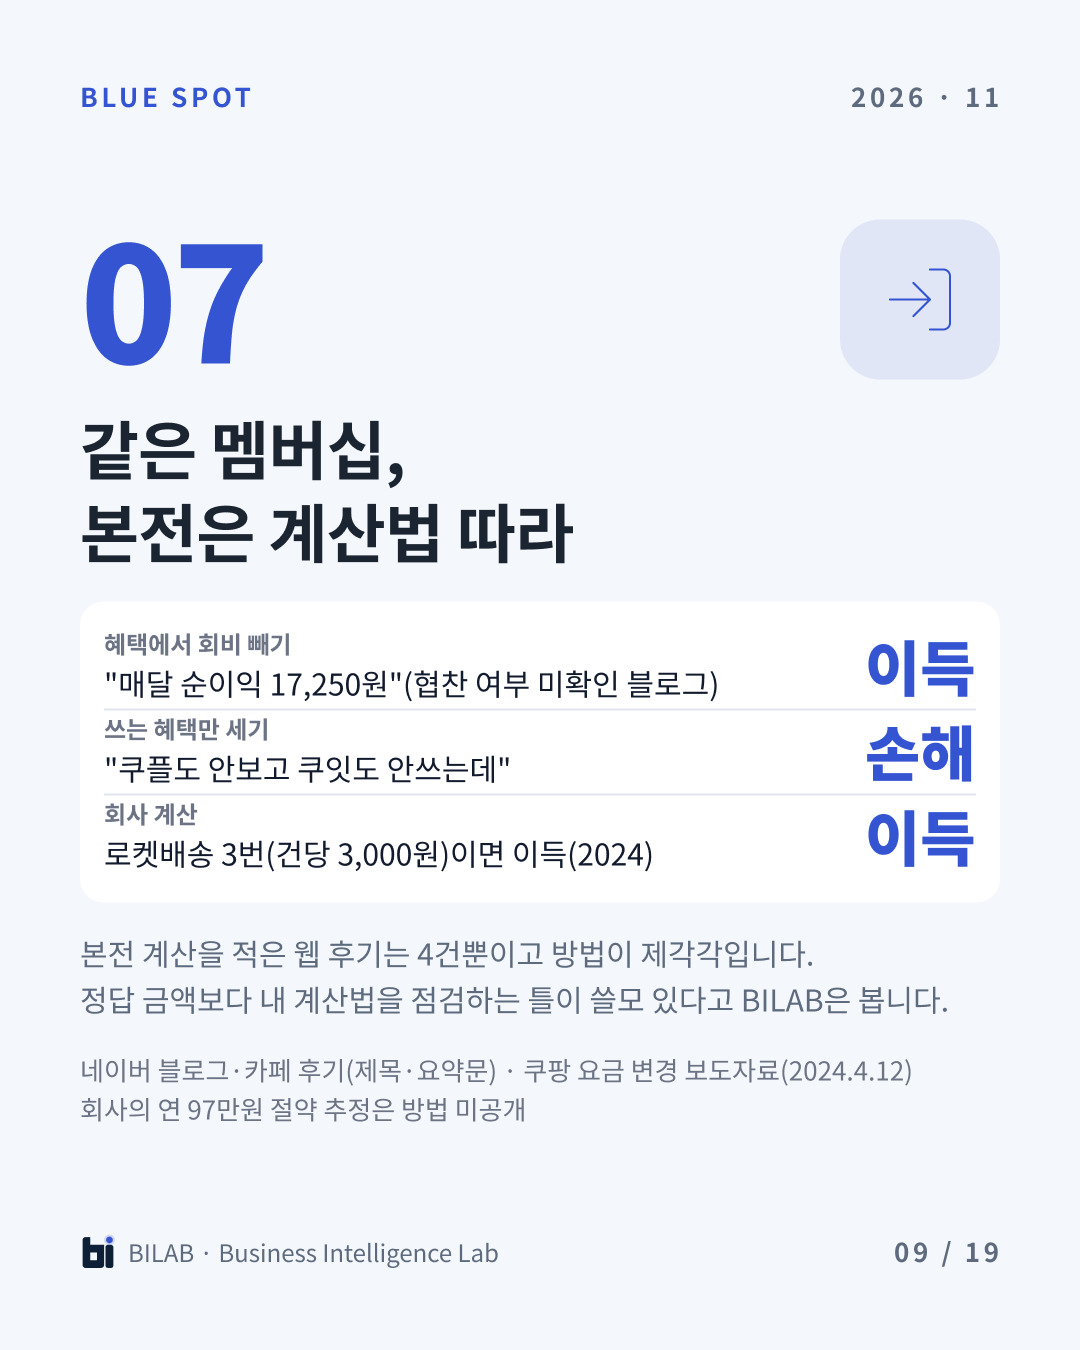 BLUE SPOT
2026 · 11
07
같은 멤버십,
본전은 계산법 따라
혜택에서 회비 빼기
"매달 순이익 17,250원"(협찬 여부 미확인 블로그)
이득
쓰는 혜택만 세기
"쿠플도 안보고 쿠잇도 안쓰는데"
손해
회사 계산
로켓배송 3번(건당 3,000원)이면 이득(2024)
이득
본전 계산을 적은 웹 후기는 4건뿐이고 방법이 제각각입니다.
정답 금액보다 내 계산법을 점검하는 틀이 쓸모 있다고 BILAB은 봅니다.
네이버 블로그·카페 후기(제목·요약문) · 쿠팡 요금 변경 보도자료(2024.4.12)
회사의 연 97만원 절약 추정은 방법 미공개
bi BILAB · Business Intelligence Lab
09 / 19